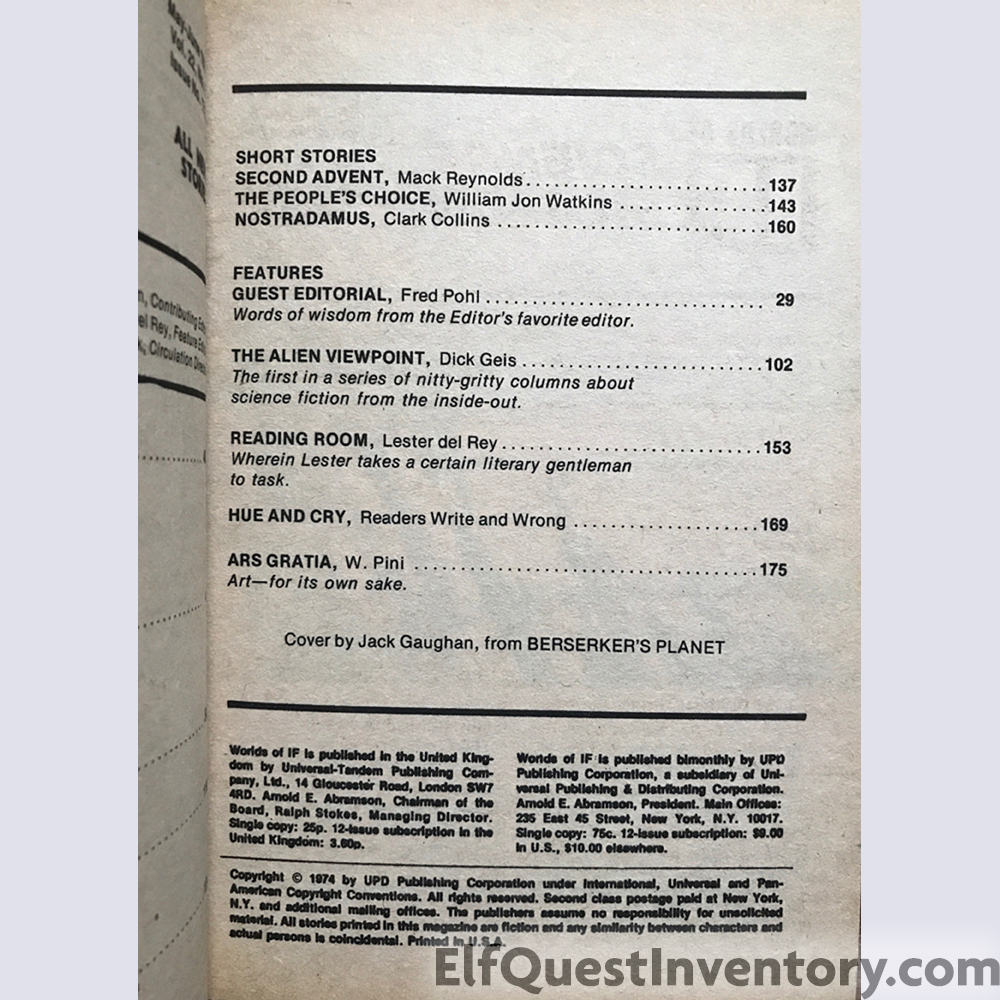 May-June
Vol. 22,
Issue No.
ALL
Contributing
Rey, Feature
Circulation
SHORT STORIES
SECOND ADVENT, Mack Reynolds..........................137
THE PEOPLE'S CHOICE, William Jon Watkins ................143
NOSTRADAMUS, Clark Collins .............................160
FEATURES
GUEST EDITORIAL, Fred Pohl .............................. 29
Words of wisdom from the Editor's favorite editor.
THE ALIEN VIEWPOINT, Dick Geis ..........................102
The first in a series of nitty-gritty columns about
science fiction from the inside-out.
READING ROOM, Lester del Rey............................153
Wherein Lester takes a certain literary gentleman
to task.
HUE AND CRY, Readers Write and Wrong ....................169
ARS GRATIA, W. Pini .....................................175
Art—for its own sake.
Cover by Jack Gaughan, from BERSERKER'S PLANET
Worlds of IF is published in the United King-
dom by Universal-Tandem Publishing Com-
pany, Ltd., 14 Gloucester Road, London SW7
4RD. Arnold E. Abramson, Chairman of the
Board, Ralph Stokes, Managing Director.
Single copy: 25p. 12-issue subscription in the
United Kingdom: 3.60p.
Worlds of IF is published bimonthly by UPD
Publishing Corporation, a subsidiary of Uni-
versal Publishing & Distributing Corporation.
Arnold E. Abramson, President. Main Offices:
235 East 45 Street, New York, N.Y. 10017.
Single copy: 75c. 12-issue subscription: $9.00
in U.S., $10.00 elsewhere.
Copyright © 1974 by UPD Publishing Corporation under International, Universal and Pan-
American Copyright Conventions. All rights reserved. Second class postage paid at New York,
N.Y. and additional mailing offices. The publishers assume no responsibility for unsolicited
material. All stories printed in this magazine are fiction and any similarity between characters and
actual persons is coincidental. Printed in U.S.A.
ElfQuestInventory.com